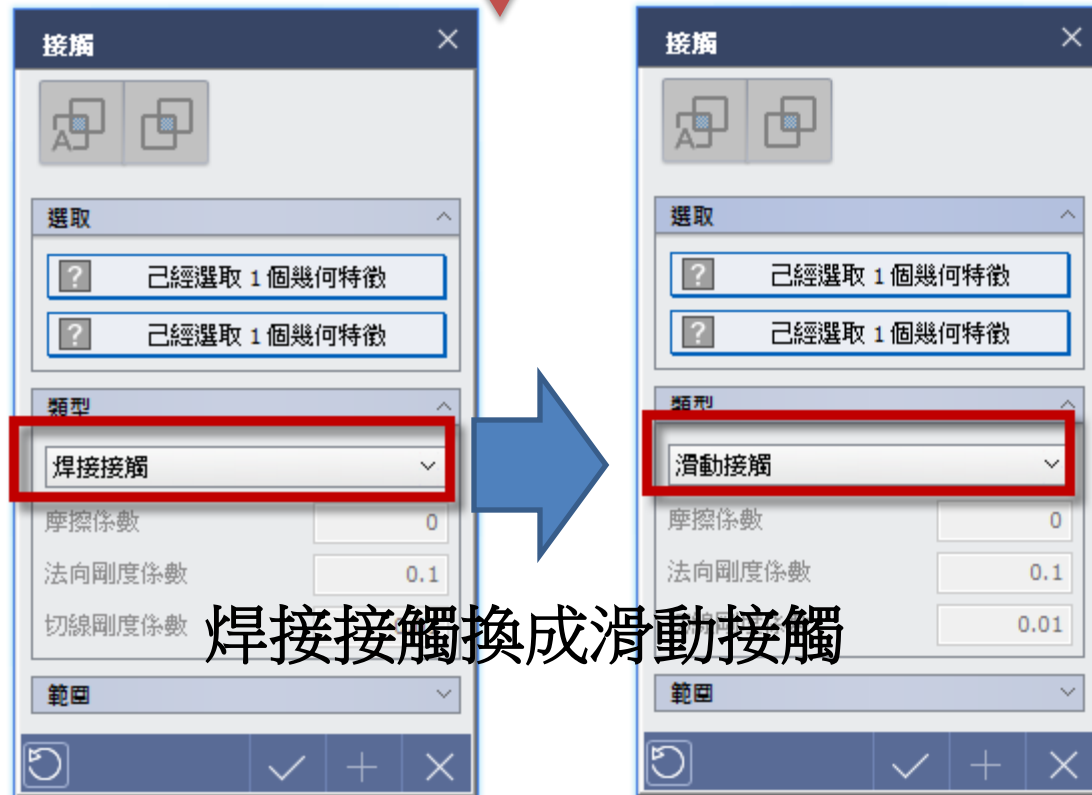 接觸
選取
已經選取 1 個幾何特徵
已經選取 1 個幾何特徵
類型
焊接接觸
摩擦係數 0
法向剛度係數 0.1
切線剛度係數
範圍
接觸
選取
已經選取 1 個幾何特徵
已經選取 1 個幾何特徵
類型
滑動接觸
摩擦係數 0
法向剛度係數 0.1
0.01
範圍
焊接接觸換成滑動接觸